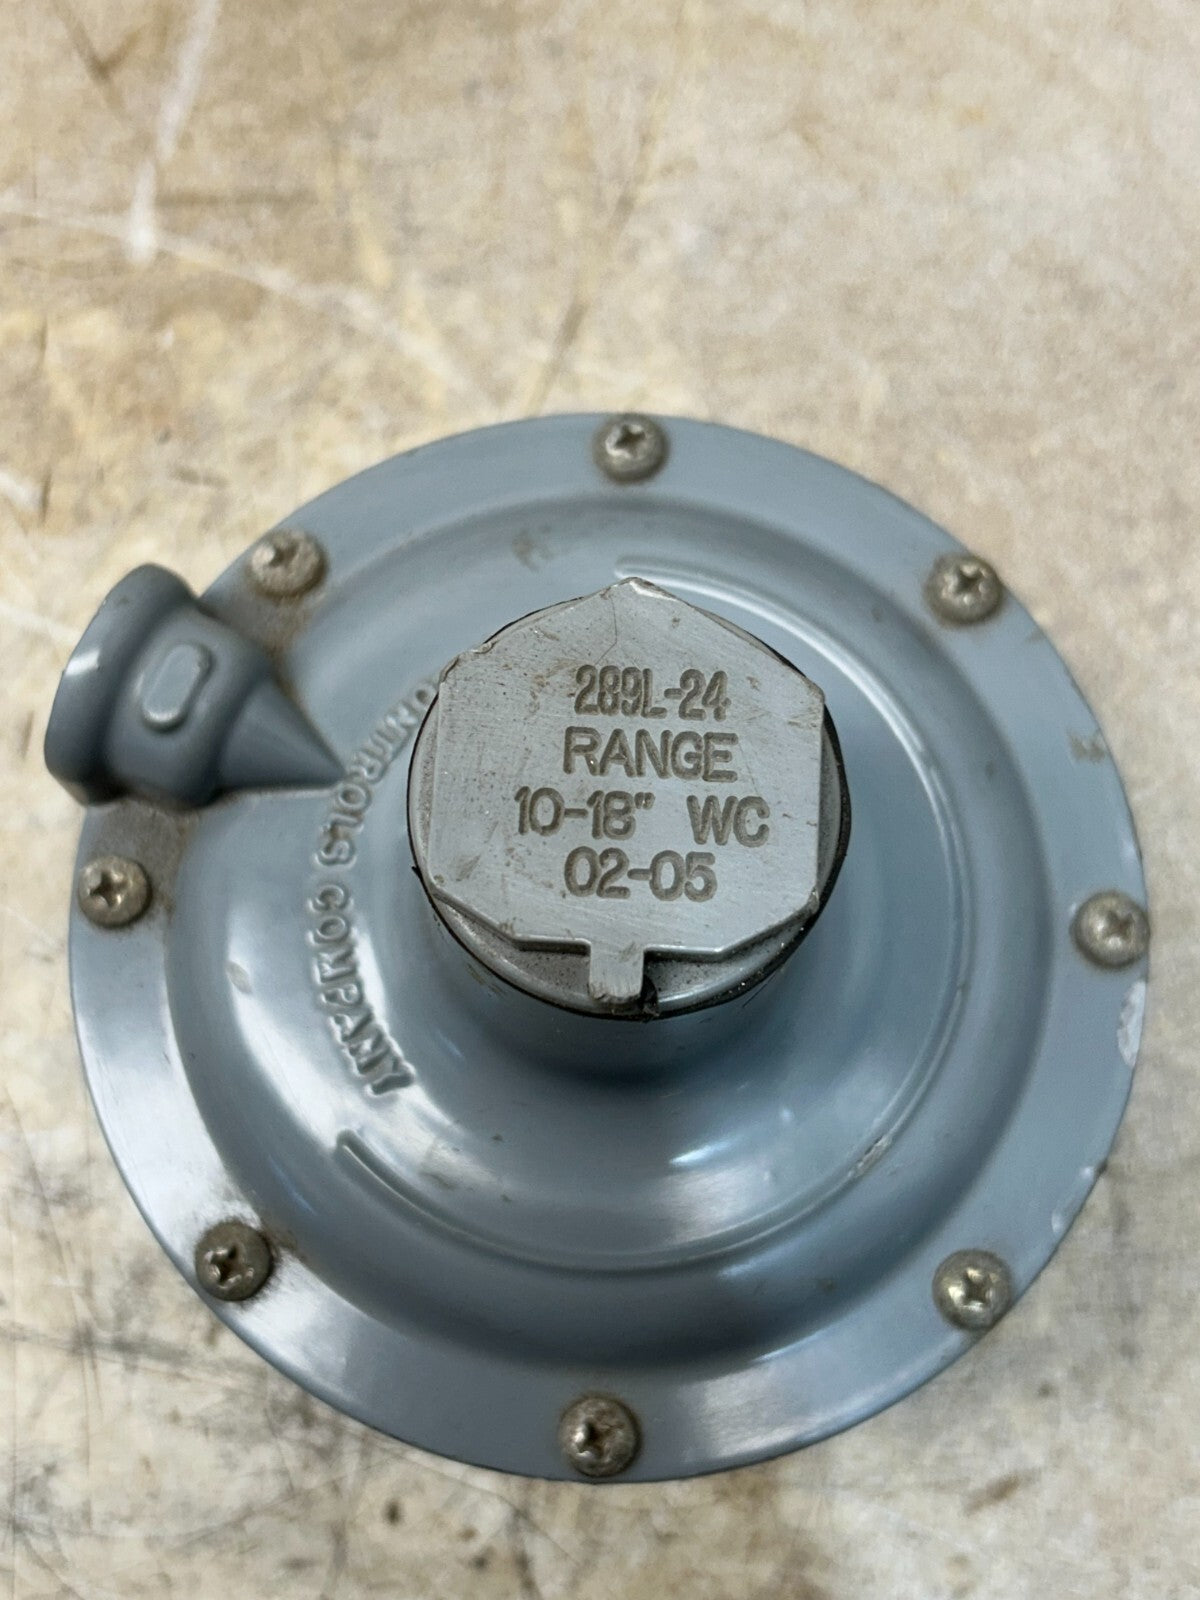 289L-24
RANGE
10-18" WC
02-05
CONTROLS COMPANY